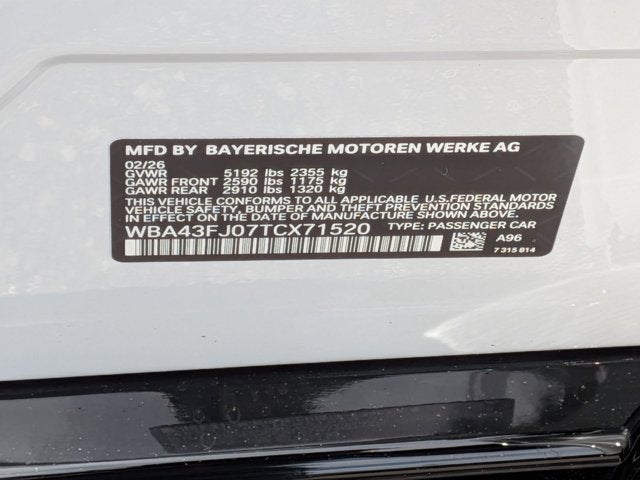 MFD BY BAYERISCHE MOTOREN WERKE AG
02/26
GVWR 5192 lbs 2355 kg
GAWR FRONT 2590 lbs 1175 kg
GAWR REAR 2910 lbs 1320 kg
THIS VEHICLE CONFORMS TO ALL APPLICABLE U.S.FEDERAL MOTOR
VEHICLE SAFETY, BUMPER AND THEFT PREVENTION STANDARDS
IN EFFECT ON THE DATE OF MANUFACTURE SHOWN ABOVE.
WBA43FJ07TCX71520 TYPE: PASSENGER CAR
A96
7 315 814